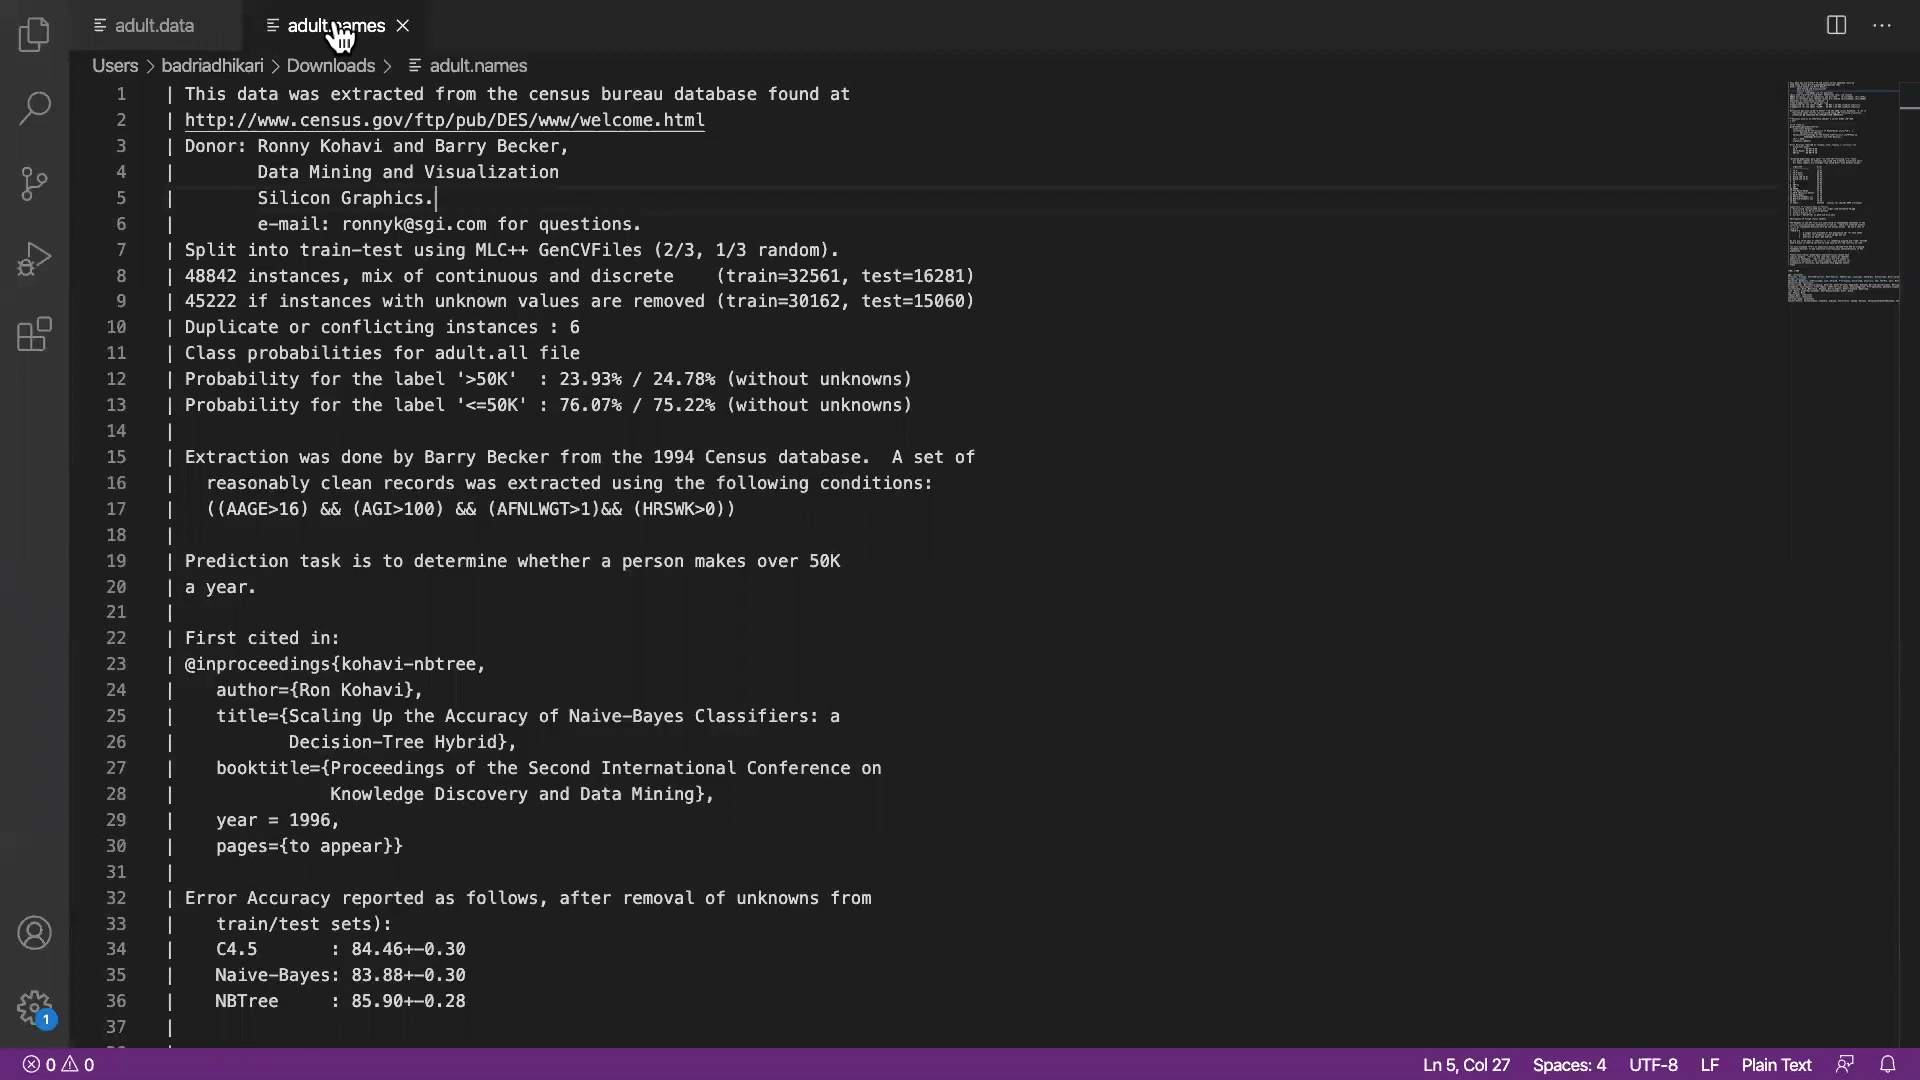 adult.data
adult.names
Users > badriadhikari > Downloads > adult.names
1 | This data was extracted from the census bureau database found at
2 | http://www.census.gov/ftp/pub/DES/www/welcome.html
3 | Donor: Ronny Kohavi and Barry Becker,
4 |        Data Mining and Visualization
5 |        Silicon Graphics.
6 |        e-mail: ronnyk@sgi.com for questions.
7 | Split into train-test using MLC++ GenCVFiles (2/3, 1/3 random).
8 | 48842 instances, mix of continuous and discrete    (train=32561, test=16281)
9 | 45222 if instances with unknown values are removed (train=30162, test=15060)
10 | Duplicate or conflicting instances : 6
11 | Class probabilities for adult.all file
12 | Probability for the label '>50K'  : 23.93% / 24.78% (without unknowns)
13 | Probability for the label '<=50K' : 76.07% / 75.22% (without unknowns)
14 |
15 | Extraction was done by Barry Becker from the 1994 Census database.  A set of
16 |   reasonably clean records was extracted using the following conditions:
17 |   ((AAGE>16) && (AGI>100) && (AFNLWGT>1)&& (HRSWK>0))
18 |
19 | Prediction task is to determine whether a person makes over 50K
20 | a year.
21 |
22 | First cited in:
23 | @inproceedings{kohavi-nbtree,
24 |    author={Ron Kohavi},
25 |    title={Scaling Up the Accuracy of Naive-Bayes Classifiers: a
26 |           Decision-Tree Hybrid},
27 |    booktitle={Proceedings of the Second International Conference on
28 |               Knowledge Discovery and Data Mining},
29 |    year = 1996,
30 |    pages={to appear}}
31 |
32 | Error Accuracy reported as follows, after removal of unknowns from
33 |    train/test sets):
34 |    C4.5       : 84.46+-0.30
35 |    Naive-Bayes: 83.88+-0.30
36 |    NBTree     : 85.90+-0.28
37 |
1
0 0 Ln 5, Col 27 Spaces: 4 UTF-8 LF Plain Text